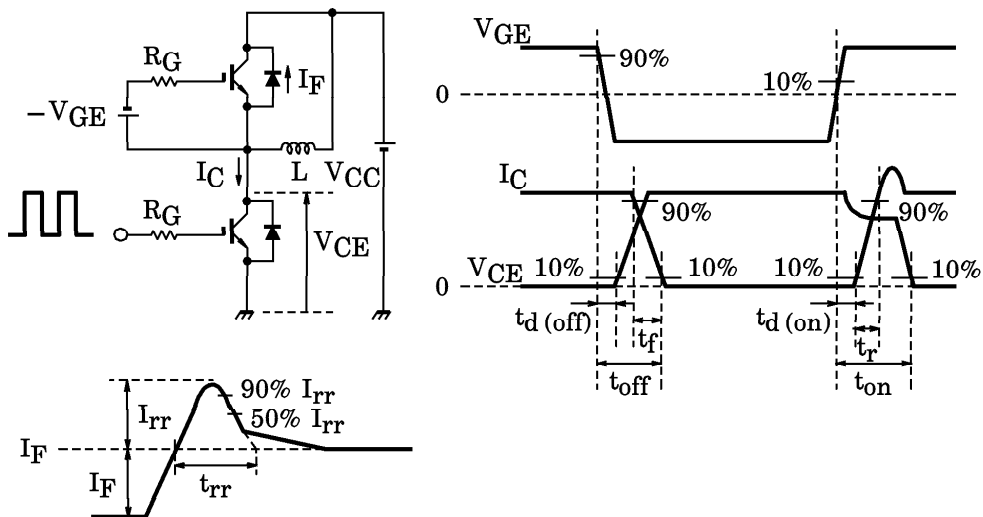 R_G
I_F
−V_GE
I_C
L
V_CC
R_G
V_CE
V_GE
90%
10%
0
I_C
90%
90%
V_CE
10%
10%
10%
10%
0
t_d (off)
t_f
t_off
t_d (on)
t_r
t_on
I_rr
90% I_rr
50% I_rr
I_F
I_F
t_rr